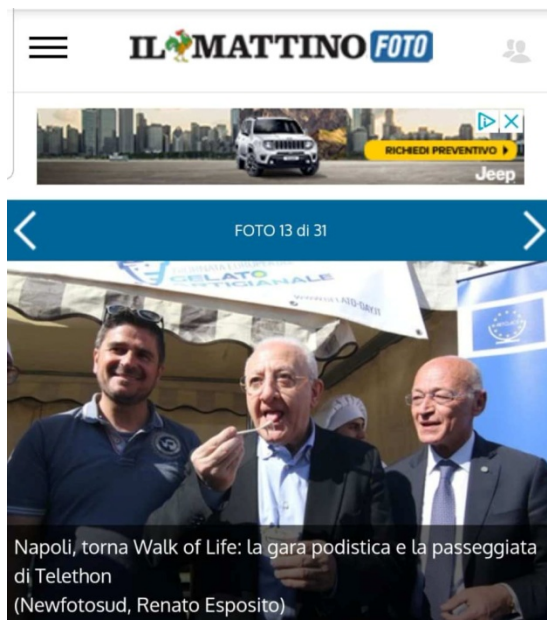 IL MATTINO FOTO
RICHIEDI PREVENTIVO
Jeep
FOTO 13 di 31
GELATO
ARTIGIANALE
Napoli, torna Walk of Life: la gara podistica e la passeggiata
di Telethon
(Newfotosud, Renato Esposito)